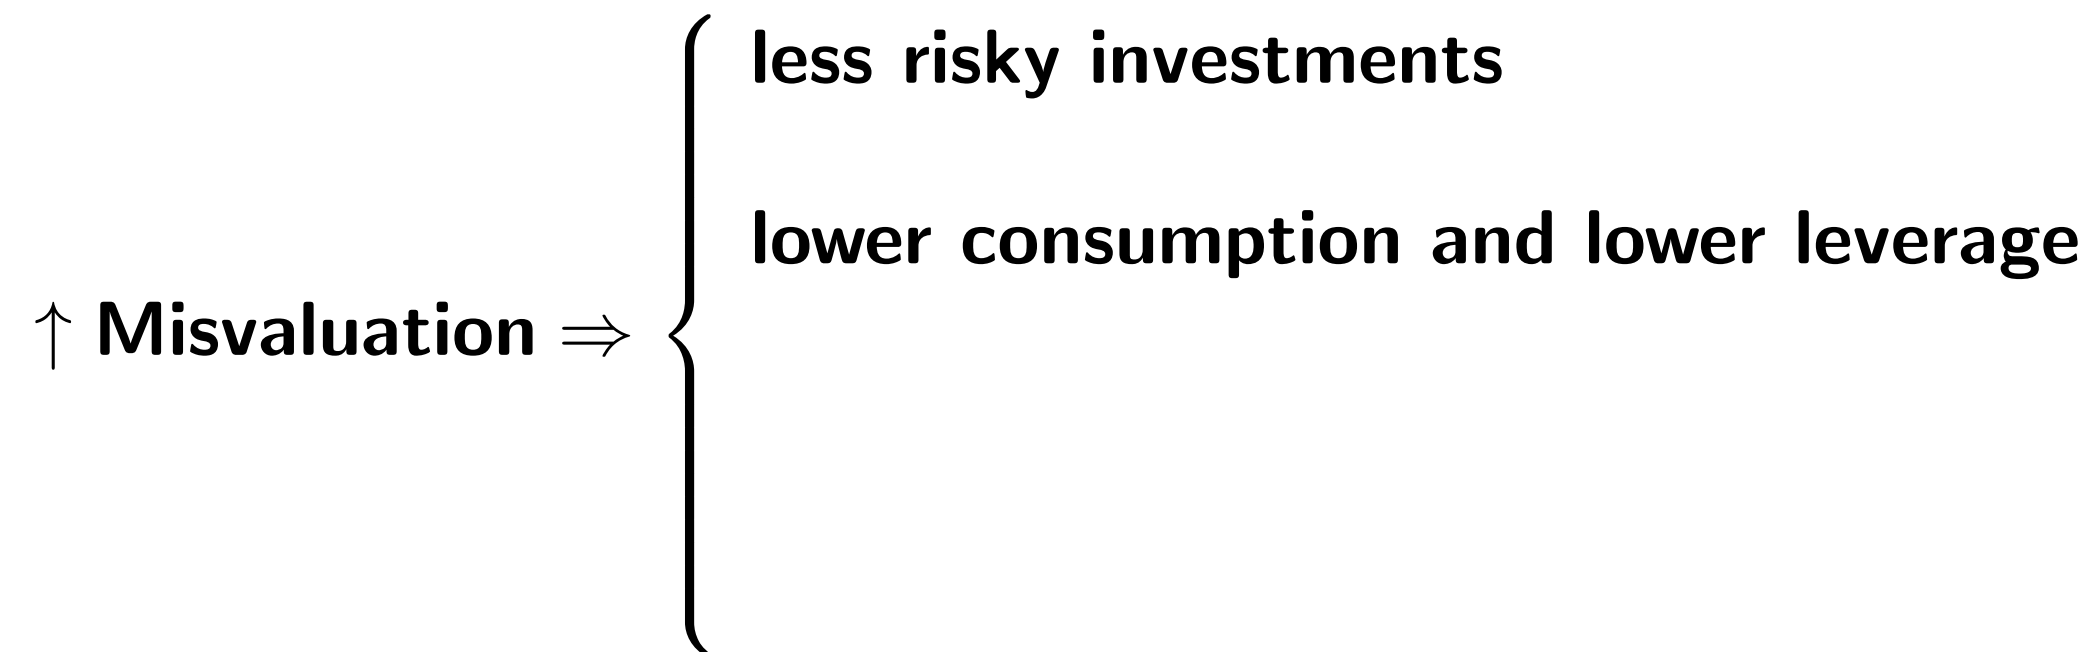 less risky investments
lower consumption and lower leverage
↑ Misvaluation ⇒